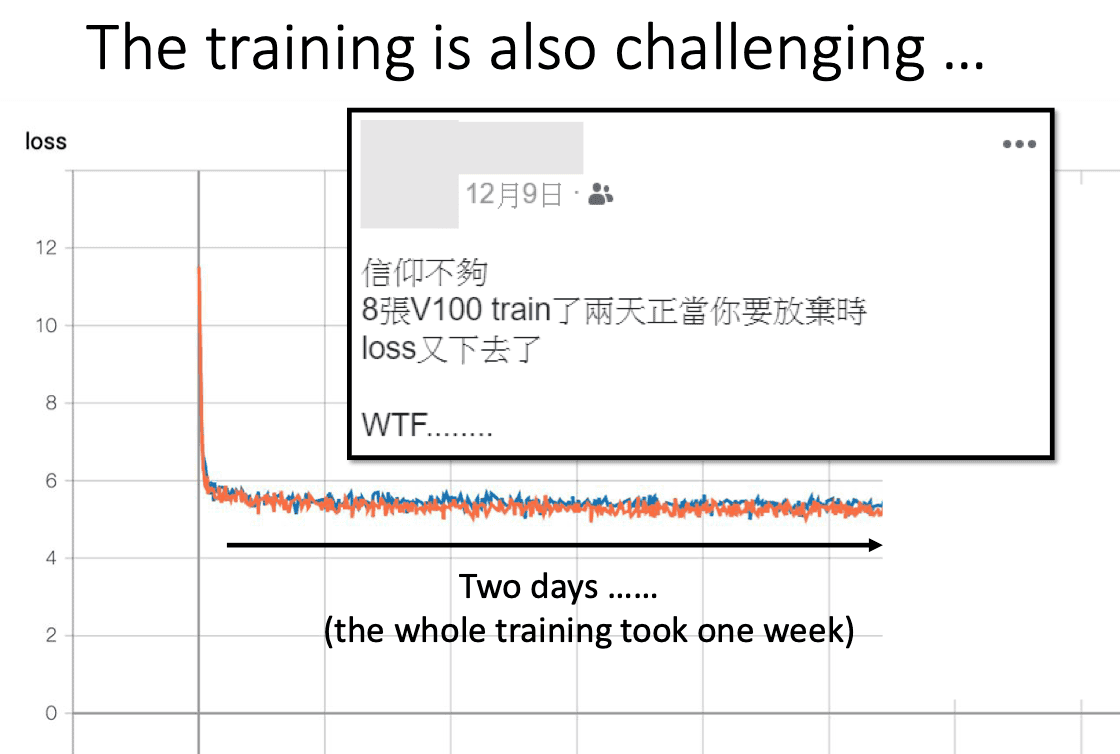 The training is also challenging ...
loss
12月9日 ·
信仰不夠
8張V100 train了兩天正當你要放棄時
loss又下去了
WTF........
12
10
8
6
4
2
0
Two days ......
(the whole training took one week)